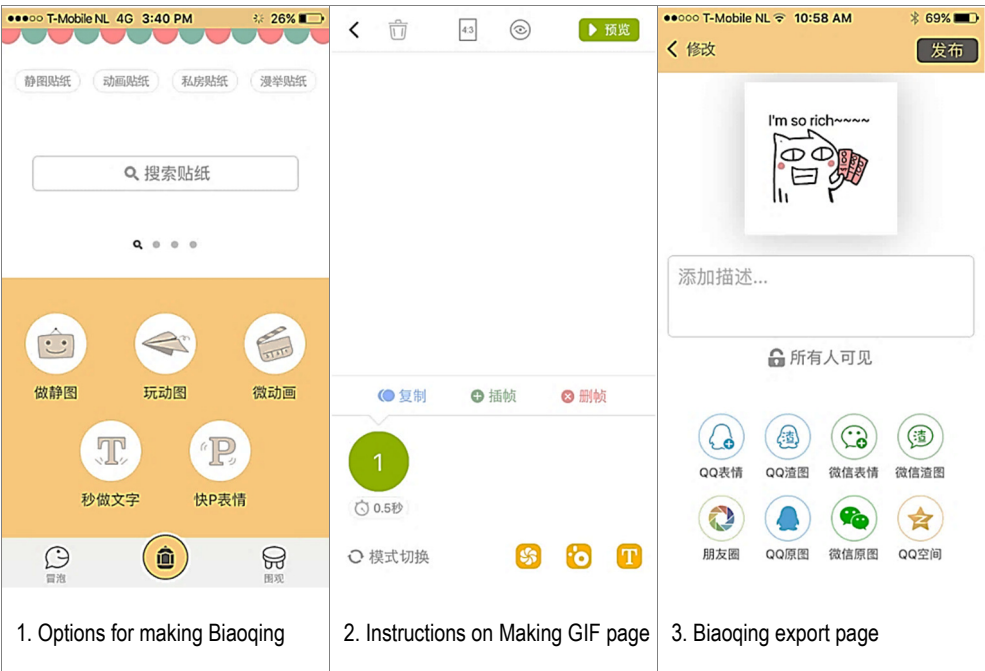 T-Mobile NL 4G 3:40 PM 26%
静图贴纸 动画贴纸 私房贴纸 漫举贴纸
搜索贴纸
做静图 玩动图 微动画
T P
秒做文字 快P表情
冒泡 围观
1. Options for making Biaoqing
4:3 预览
复制 插帧 删帧
1
0.5秒
模式切换 T
2. Instructions on Making GIF page
T-Mobile NL 10:58 AM 69%
修改 发布
I'm so rich~~~~
添加描述...
所有人可见
渣 渣
QQ表情 QQ渣图 微信表情 微信渣图
朋友圈 QQ原图 微信原图 QQ空间
3. Biaoqing export page